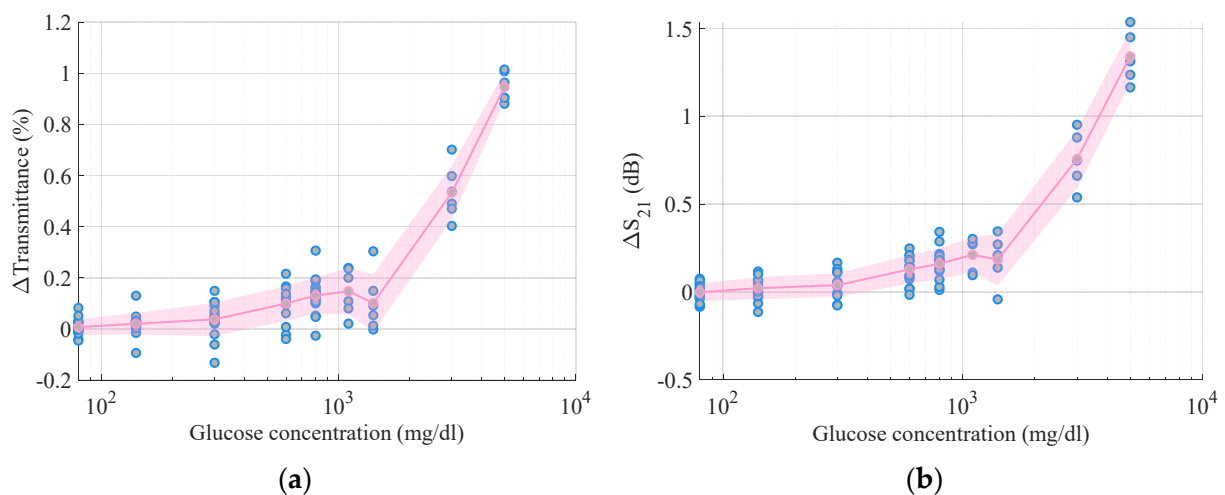 1.2
1
0.8
0.6
0.4
0.2
0
-0.2
ΔTransmittance (%)
10² 10³ 10⁴
Glucose concentration (mg/dl)
(a)
1.5
1
0.5
0
-0.5
ΔS₂₁ (dB)
10² 10³ 10⁴
Glucose concentration (mg/dl)
(b)